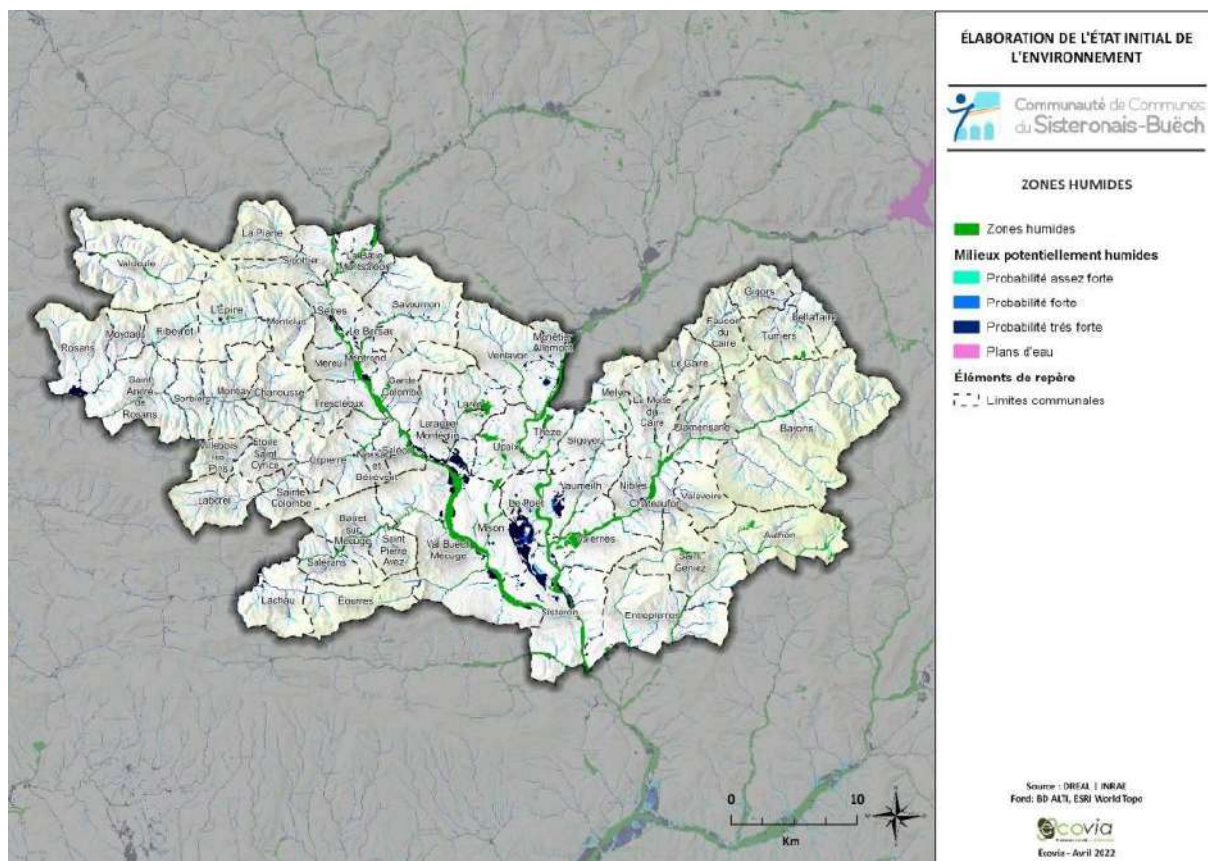 ÉLABORATION DE L'ÉTAT INITIAL DE
L'ENVIRONNEMENT
Communauté de Communes
du Sisteronais-Buëch
ZONES HUMIDES
Zones humides
Milieux potentiellement humides
Probabilité assez forte
Probabilité forte
Probabilité trés forte
Plans d'eau
Éléments de repère
Limites communales
Source : DREAL | INRAE
Fond: BD ALTI, ESRI World Topo
écovia
Ecovia - Avril 2022
0 10
Km
La Piarre
Valdoule
Sigottier
Savournon
L'Épine
Serres
Le Bersac
Ribeyret
Moydans
Montclus
Rosans
Montrond
Méreuil
Ventavon
Monêtier
Allemont
Gigors
Bellaffaire
Faucon
du
Caire
Turriers
Le Caire
Saint
André
de
Rosans
Sorbiers
Montjay
Chanousse
Trescléoux
Garde
Colombe
Lazer
Melve
La Motte
du
Caire
Laragne
Montéglin
Upaix
Thèze
Sigoyer
Clamensane
Bayons
Étoile
Saint
Cyrice
Orpierre
Laborel
Sainte
Colombe
Vaumeilh
Nibles
Châteaufort
Valavoire
Le Poët
Mison
Barret
sur
Méouge
Saint
Pierre
Avez
Val Buëch
Méouge
Valernes
Authon
Saint
Geniez
Salérans
Lachau
Éourres
Sisteron
Entrepierres